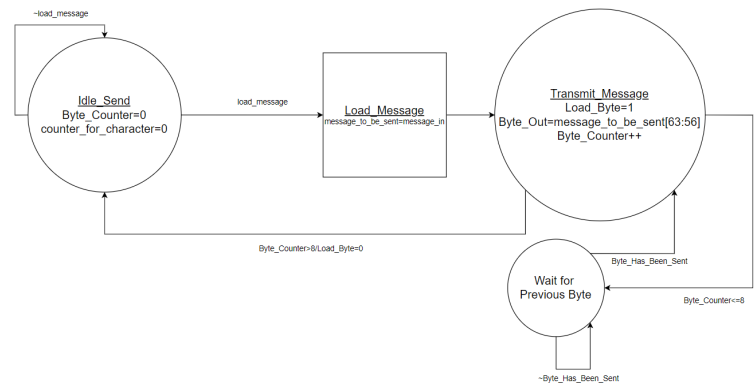 ~load_message
Idle_Send
Byte_Counter=0
counter_for_character=0
load_message
Load_Message
message_to_be_sent=message_in
Transmit_Message
Load_Byte=1
Byte_Out=message_to_be_sent[63:56]
Byte_Counter++
Byte_Counter>8/Load_Byte=0
Byte_Has_Been_Sent
Wait for
Previous Byte
Byte_Counter<=8
~Byte_Has_Been_Sent